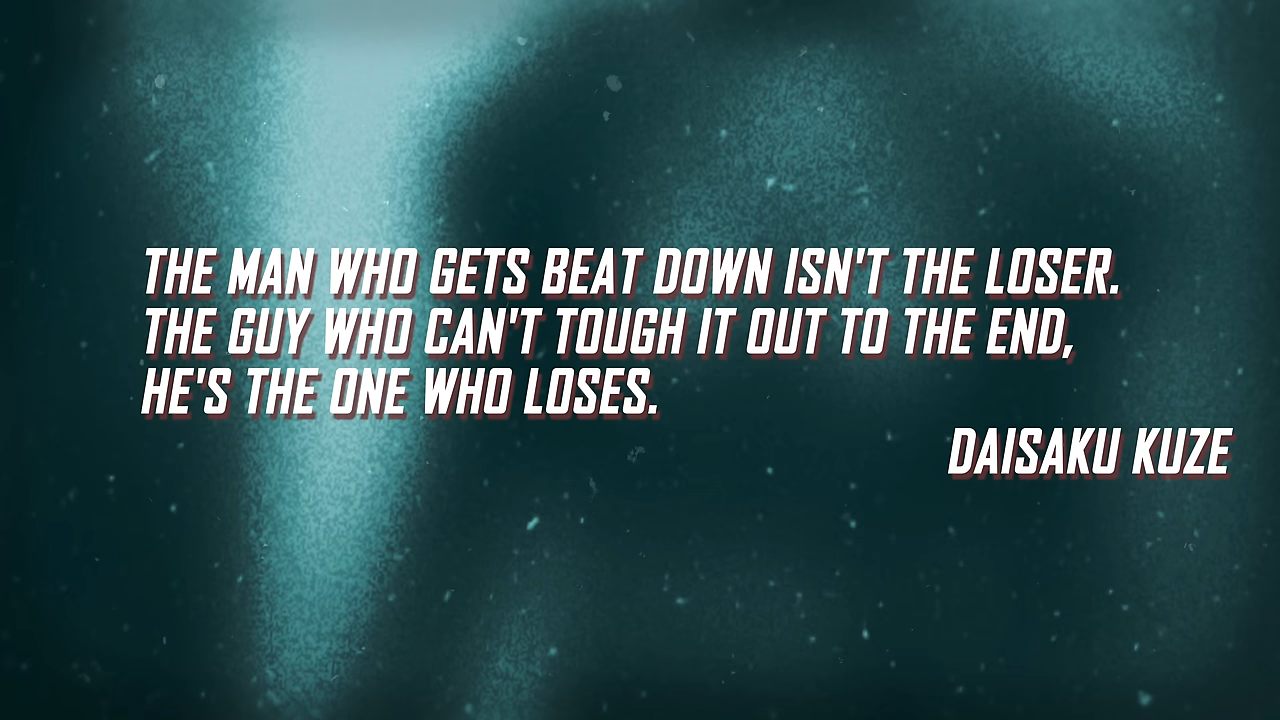 THE MAN WHO GETS BEAT DOWN ISN'T THE LOSER.
THE GUY WHO CAN'T TOUGH IT OUT TO THE END,
HE'S THE ONE WHO LOSES.
DAISAKU KUZE